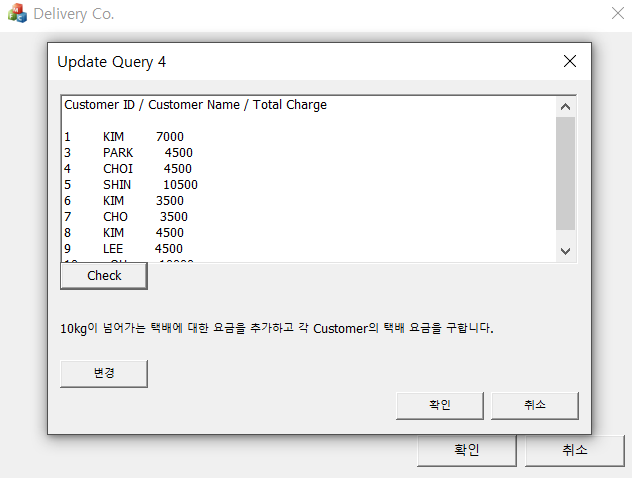 Delivery Co.
Update Query 4
Customer ID / Customer Name / Total Charge
1 KIM 7000
3 PARK 4500
4 CHOI 4500
5 SHIN 10500
6 KIM 3500
7 CHO 3500
8 KIM 4500
9 LEE 4500
Check
10kg이 넘어가는 택배에 대한 요금을 추가하고 각 Customer의 택배 요금을 구합니다.
변경
확인 취소
확인 취소